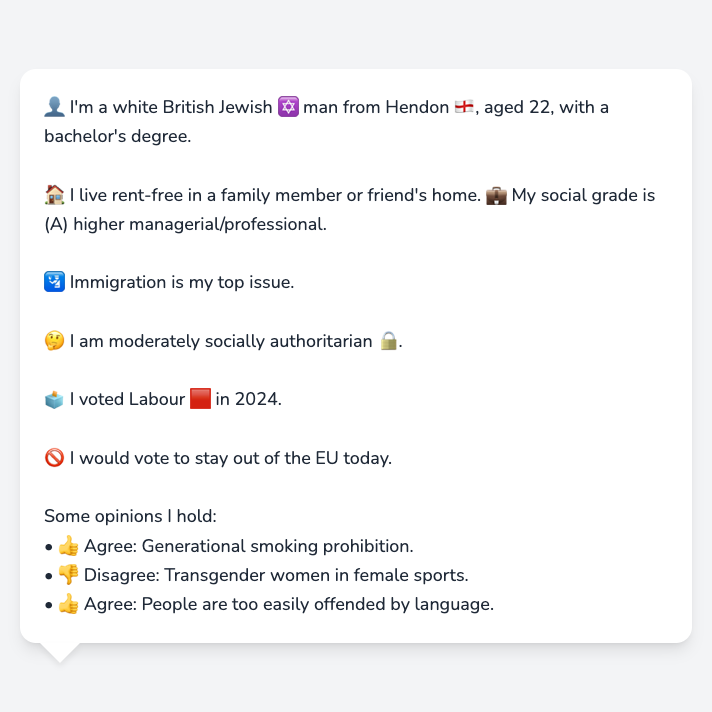 👤 I'm a white British Jewish ✡️ man from Hendon 🏴󠁧󠁢󠁥󠁮󠁧󠁿, aged 22, with a
bachelor's degree.
🏠 I live rent-free in a family member or friend's home. 💼 My social grade is
(A) higher managerial/professional.
🛂 Immigration is my top issue.
🤔 I am moderately socially authoritarian 🔒.
🗳️ I voted Labour 🟥 in 2024.
🚫 I would vote to stay out of the EU today.
Some opinions I hold:
• 👍 Agree: Generational smoking prohibition.
• 👎 Disagree: Transgender women in female sports.
• 👍 Agree: People are too easily offended by language.